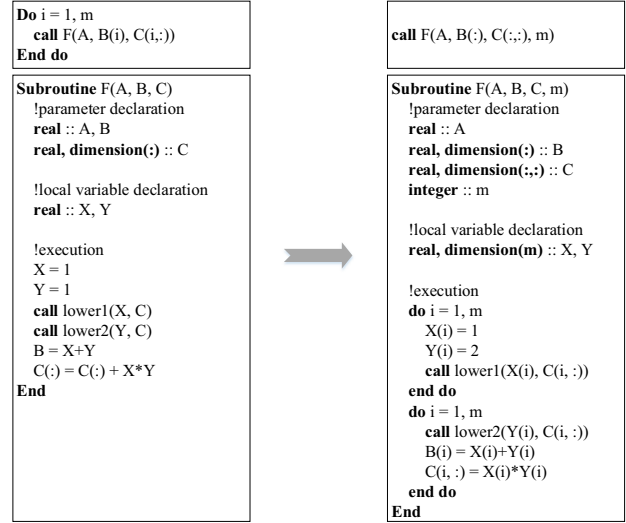 Do i = 1, m
call F(A, B(i), C(i,:))
End do
Subroutine F(A, B, C)
!parameter declaration
real :: A, B
real, dimension(:) :: C
!local variable declaration
real :: X, Y
!execution
X = 1
Y = 1
call lower1(X, C)
call lower2(Y, C)
B = X+Y
C(:) = C(:) + X*Y
End
call F(A, B(:), C(:,:), m)
Subroutine F(A, B, C, m)
!parameter declaration
real :: A
real, dimension(:) :: B
real, dimension(:,:) :: C
integer :: m
!local variable declaration
real, dimension(m) :: X, Y
!execution
do i = 1, m
X(i) = 1
Y(i) = 2
call lower1(X(i), C(i, :))
end do
do i = 1, m
call lower2(Y(i), C(i, :))
B(i) = X(i)+Y(i)
C(i, :) = X(i)*Y(i)
end do
End